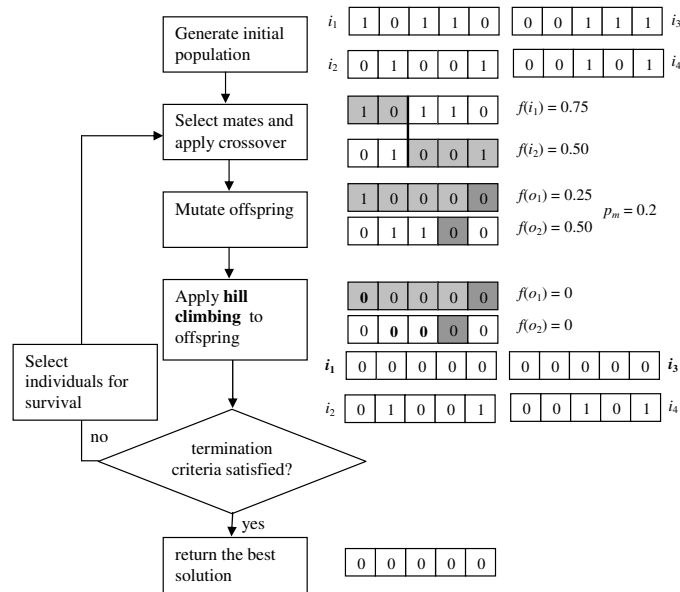 Generate initial
population
i1 1 0 1 1 0
0 0 1 1 1 i3
i2 0 1 0 0 1
0 0 1 0 1 i4
Select mates and
apply crossover
1 0 1 1 0 f(i1) = 0.75
0 1 0 0 1 f(i2) = 0.50
Mutate offspring
1 0 0 0 0 f(o1) = 0.25
pm = 0.2
0 1 1 0 0 f(o2) = 0.50
Apply hill
climbing to
offspring
0 0 0 0 0 f(o1) = 0
0 0 0 0 0 f(o2) = 0
Select
individuals for
survival
i1 0 0 0 0 0
0 0 0 0 0 i3
i2 0 1 0 0 1
0 0 1 0 1 i4
no
termination
criteria satisfied?
yes
return the best
solution
0 0 0 0 0